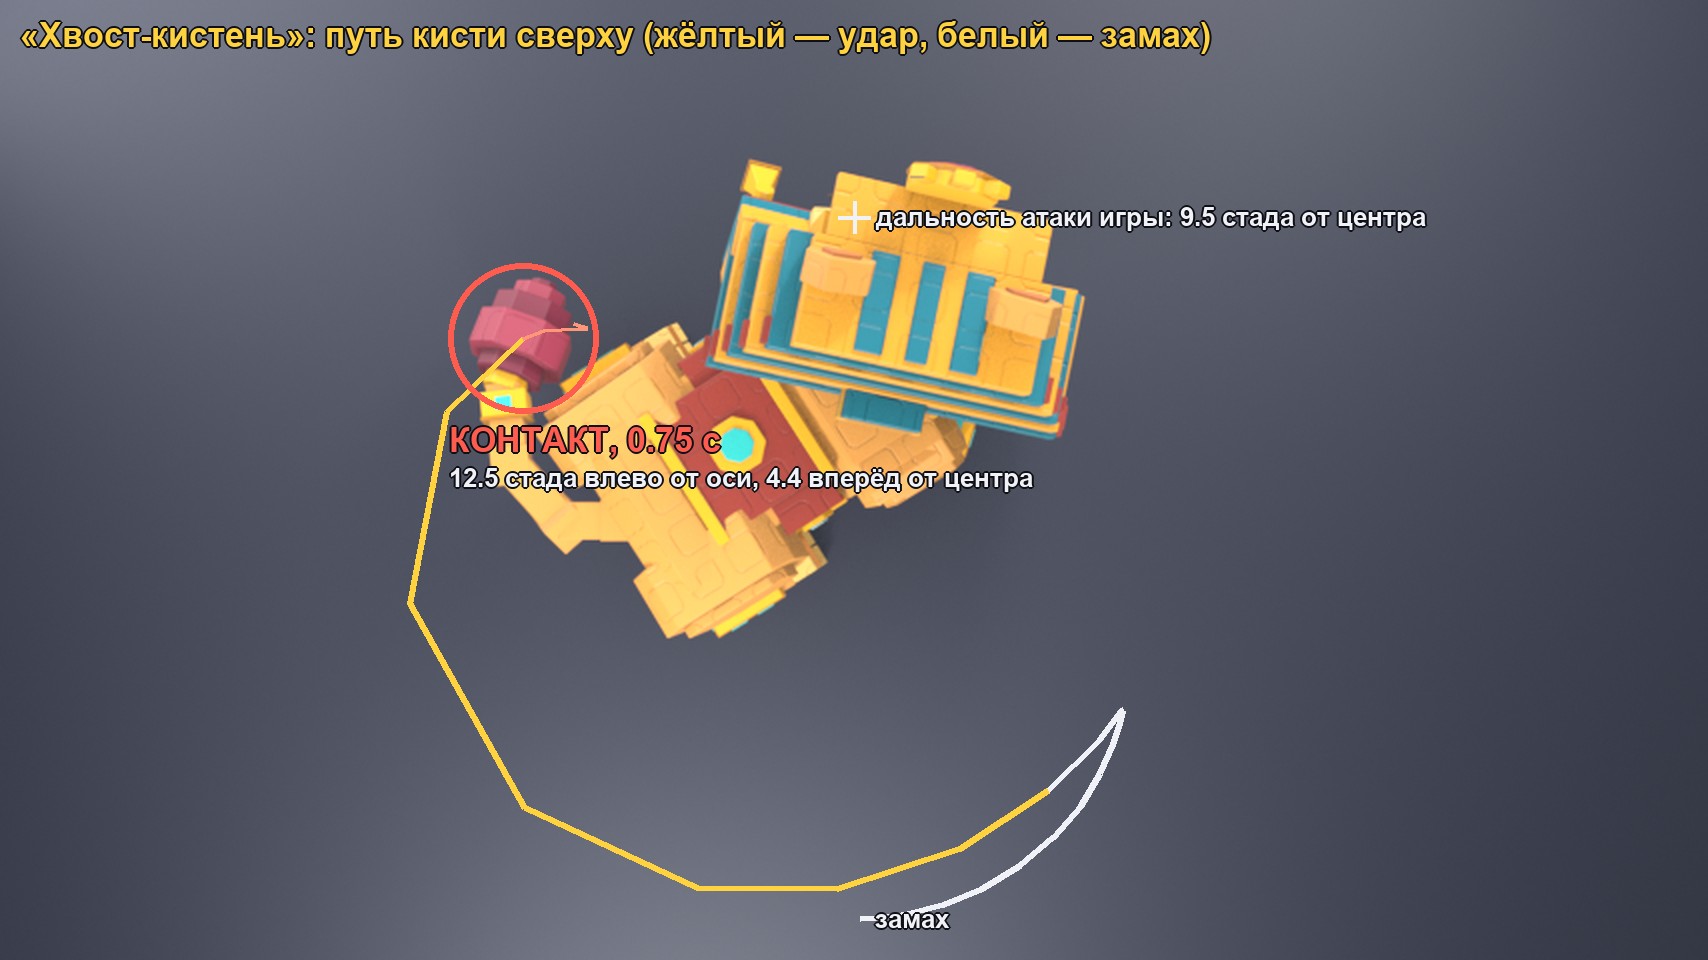 «Хвост-кистень»: путь кисти сверху (жёлтый — удар, белый — замах)
дальность атаки игры: 9.5 стада от центра
КОНТАКТ, 0.75 с
12.5 стада влево от оси, 4.4 вперёд от центра
замах